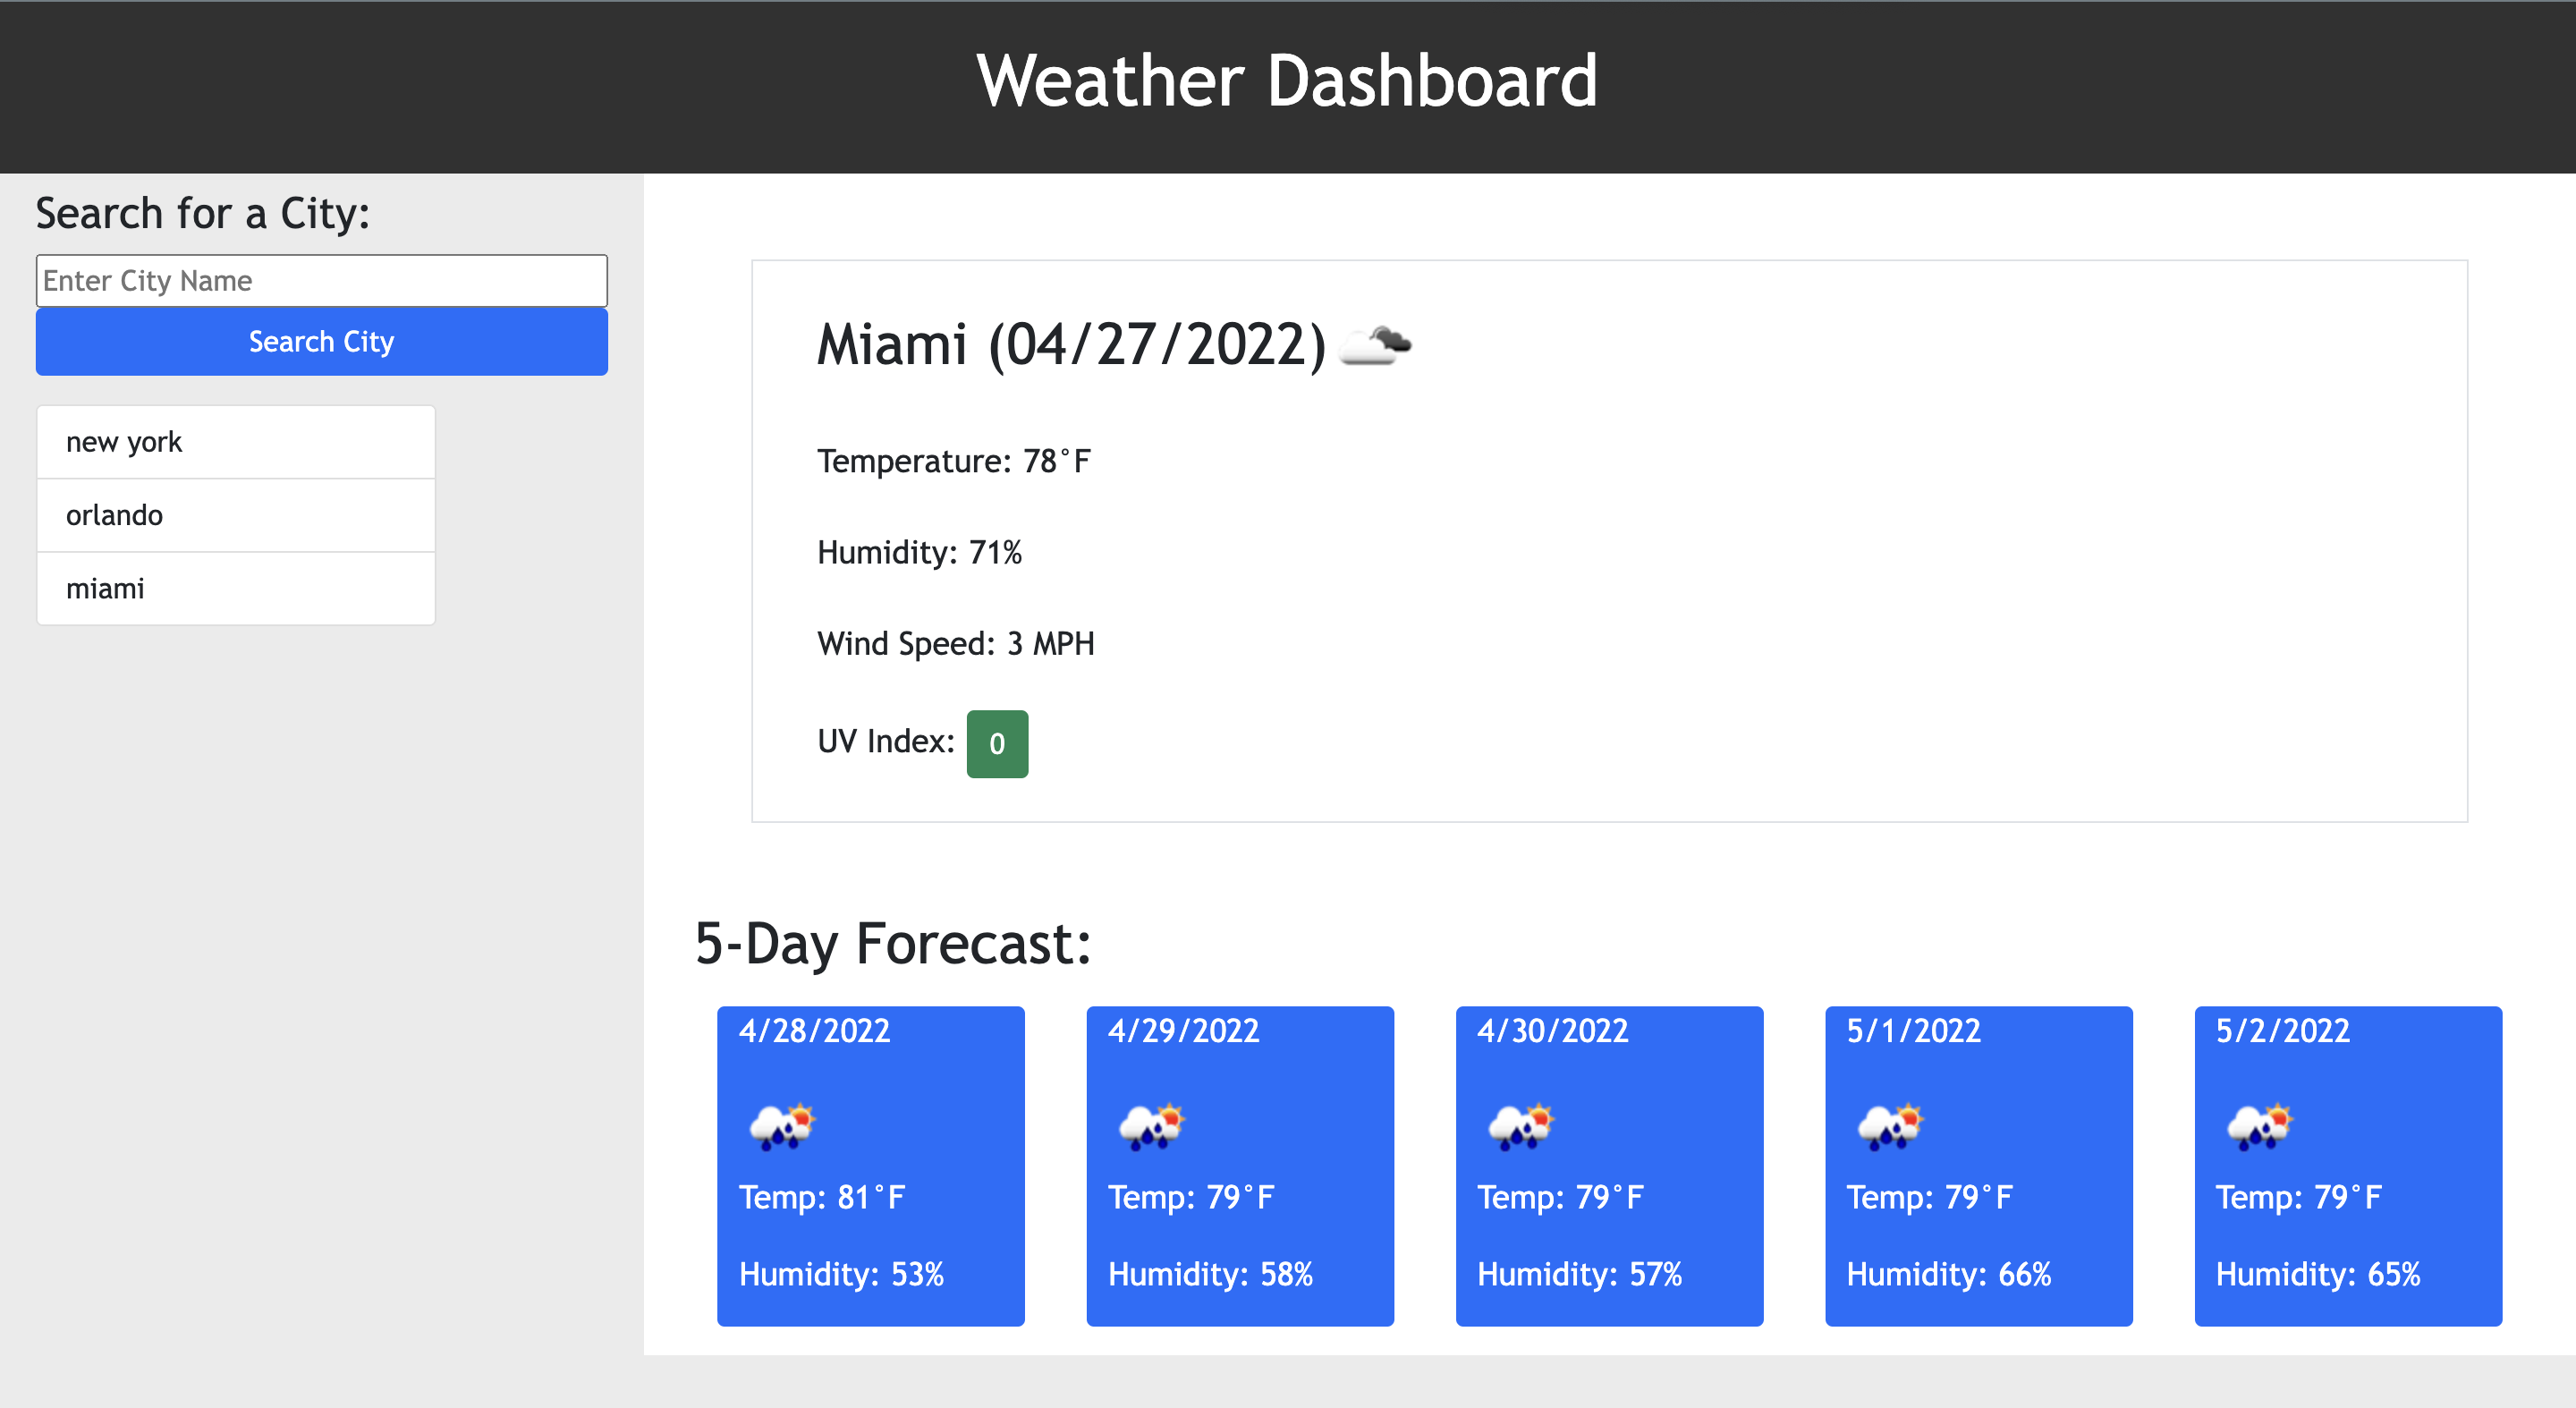 Weather Dashboard
Search for a City:
Enter City Name
Search City
new york
orlando
miami
Miami (04/27/2022)
Temperature: 78°F
Humidity: 71%
Wind Speed: 3 MPH
UV Index: 0
5-Day Forecast:
4/28/2022
Temp: 81°F
Humidity: 53%
4/29/2022
Temp: 79°F
Humidity: 58%
4/30/2022
Temp: 79°F
Humidity: 57%
5/1/2022
Temp: 79°F
Humidity: 66%
5/2/2022
Temp: 79°F
Humidity: 65%